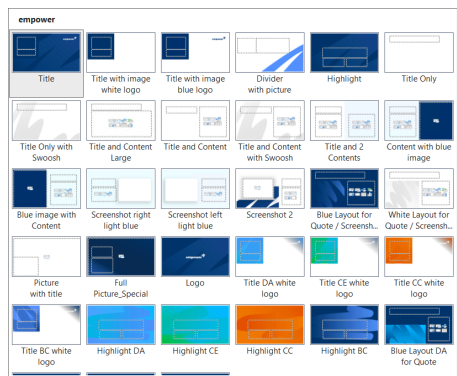 empower
Title
Title with image
white logo
Title with image
blue logo
Divider
with picture
Highlight
Title Only
Title Only with
Swoosh
Title and Content
Large
Title and Content
Title and Content
with Swoosh
Title and 2
Contents
Content with blue
image
Blue image with
Content
Screenshot right
light blue
Screenshot left
light blue
Screenshot 2
Blue Layout for
Quote / Screensh...
White Layout for
Quote / Screensh...
Picture
with title
Full
Picture_Special
empower
Logo
Title DA white
logo
Title CE white
logo
Title CC white
logo
Title BC white
logo
Highlight DA
Highlight CE
Highlight CC
Highlight BC
Blue Layout DA
for Quote